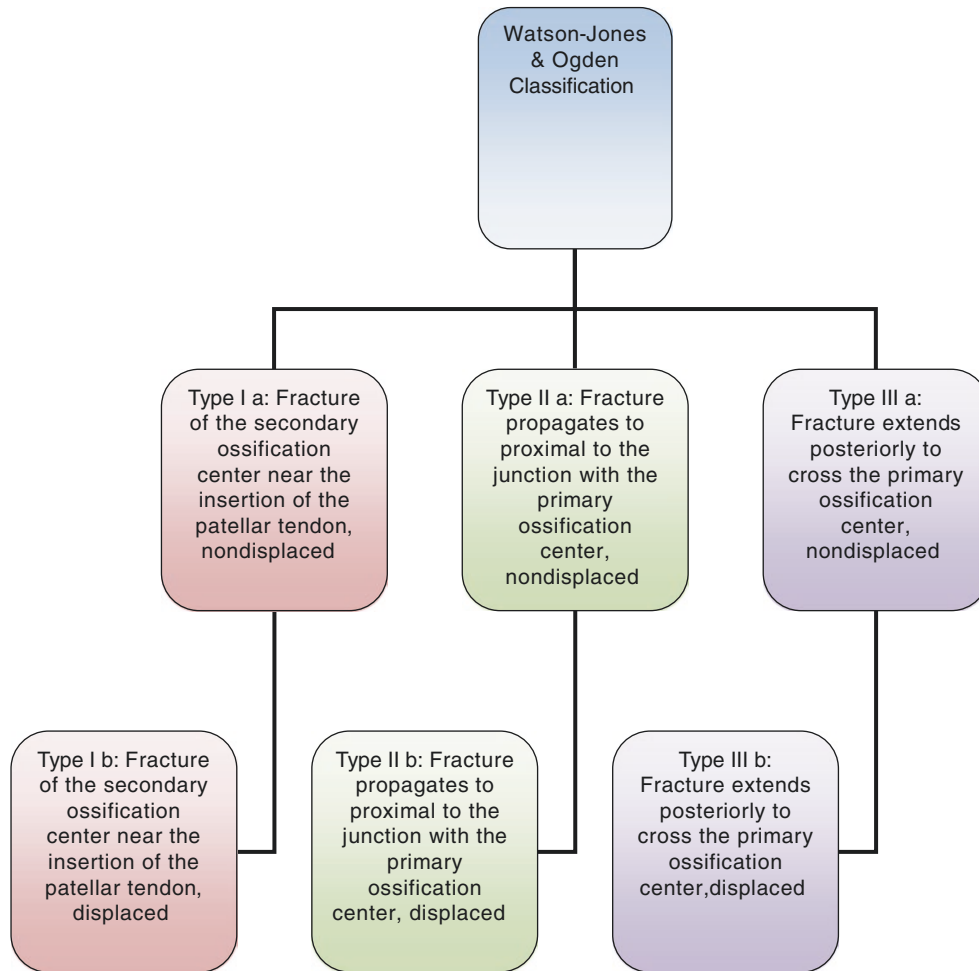 Watson-Jones
& Ogden
Classification
Type I a: Fracture
of the secondary
ossification
center near the
insertion of the
patellar tendon,
nondisplaced
Type II a: Fracture
propagates to
proximal to the
junction with the
primary
ossification
center,
nondisplaced
Type III a:
Fracture extends
posteriorly to
cross the primary
ossification
center,
nondisplaced
Type I b: Fracture
of the secondary
ossification
center near the
insertion of the
patellar tendon,
displaced
Type II b: Fracture
propagates to
proximal to the
junction with the
primary
ossification
center, displaced
Type III b:
Fracture extends
posteriorly to
cross the primary
ossification
center,displaced